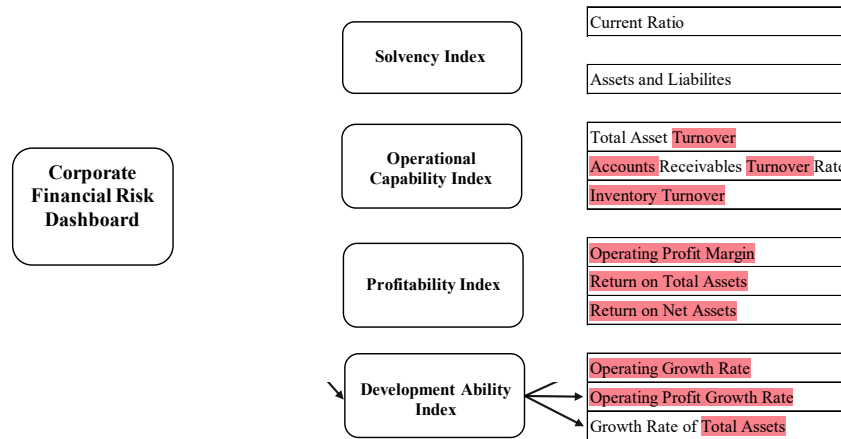 Corporate
Financial Risk
Dashboard
Solvency Index
Current Ratio
Assets and Liabilites
Operational
Capability Index
Total Asset Turnover
Accounts Receivables Turnover Rate
Inventory Turnover
Profitability Index
Operating Profit Margin
Return on Total Assets
Return on Net Assets
Development Ability
Index
Operating Growth Rate
Operating Profit Growth Rate
Growth Rate of Total Assets